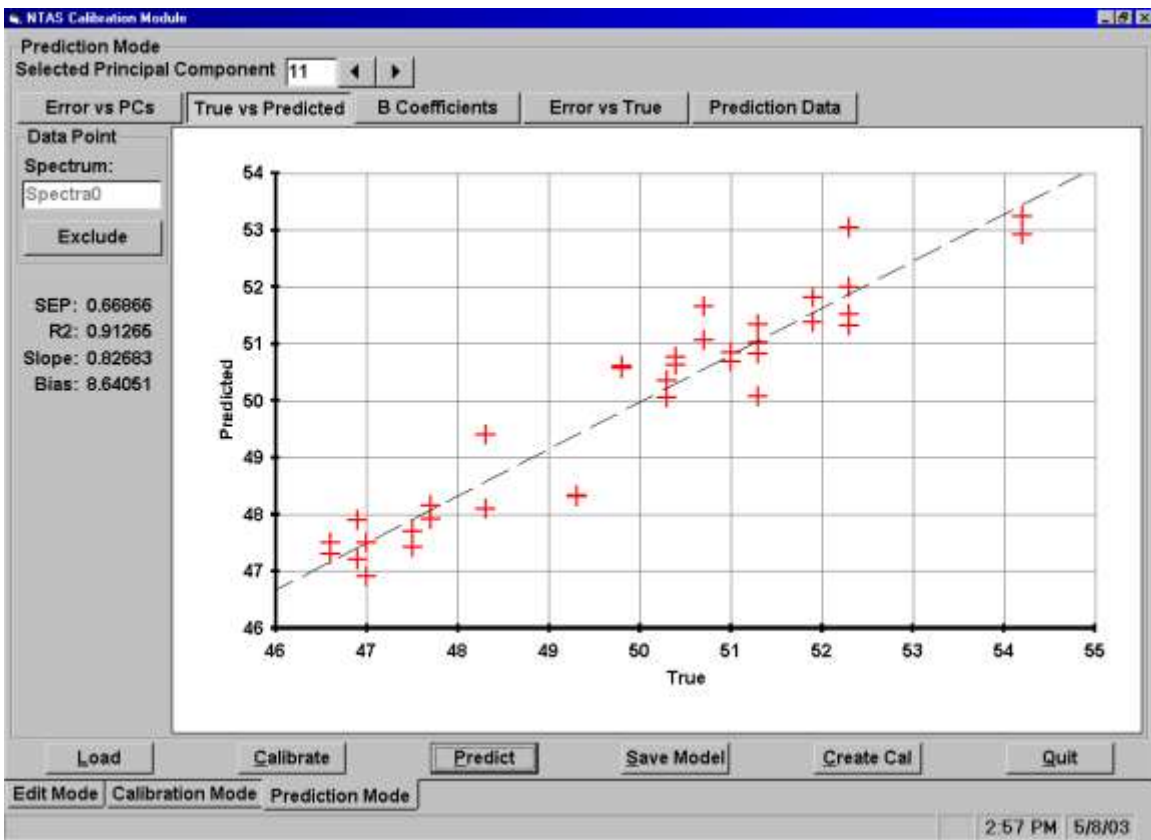 NTAS Calibration Module
Prediction Mode
Selected Principal Component 11
Error vs PCs True vs Predicted B Coefficients Error vs True Prediction Data
Data Point
Spectrum:
Spectra0
Exclude
SEP: 0.66866
R2: 0.91265
Slope: 0.82683
Bias: 8.64051
54
53
52
51
50
49
48
47
46
Predicted
46 47 48 49 50 51 52 53 54 55
True
Load Calibrate Predict Save Model Create Cal Quit
Edit Mode Calibration Mode Prediction Mode
2:57 PM 5/8/03